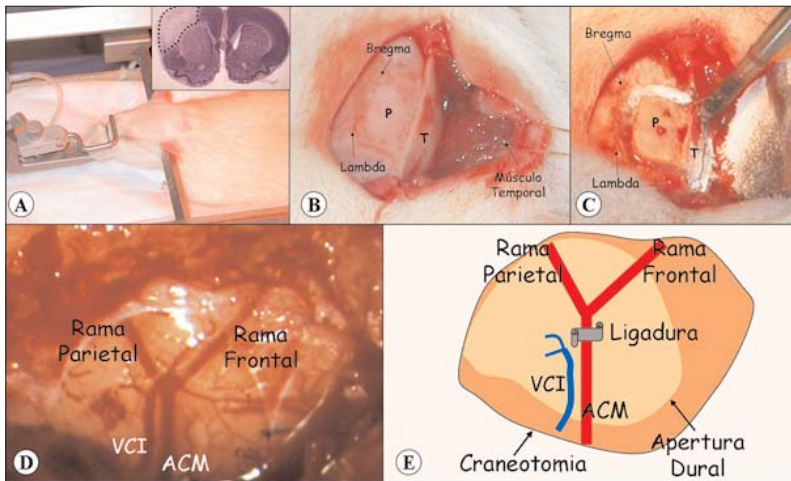 A
Bregma
P
T
Lambda
Músculo
Temporal
B
Bregma
P
T
Lambda
C
Rama
Parietal
Rama
Frontal
VCI
ACM
D
Rama
Parietal
Rama
Frontal
Ligadura
VCI
ACM
Craneotomia
Apertura
Dural
E